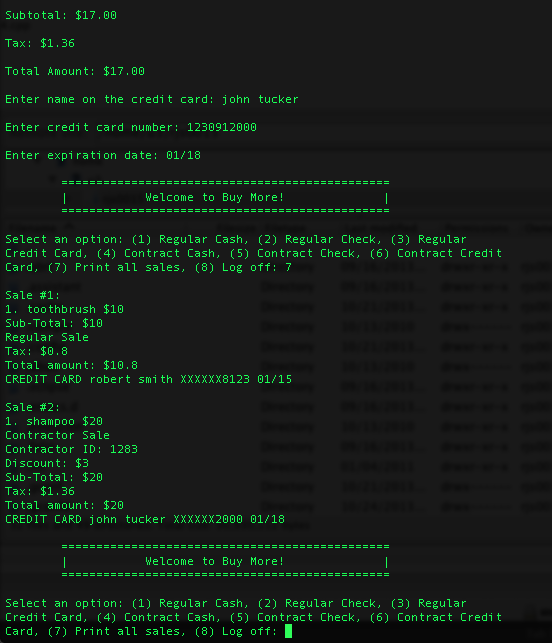 Subtotal: $17.00
Tax: $1.36
Total Amount: $17.00
Enter name on the credit card: john tucker
Enter credit card number: 1230912000
Enter expiration date: 01/18
===============================================
| Welcome to Buy More! |
===============================================
Select an option: (1) Regular Cash, (2) Regular Check, (3) Regular
Credit Card, (4) Contract Cash, (5) Contract Check, (6) Contract Credit
Card, (7) Print all sales, (8) Log off: 7
Sale #1:
1. toothbrush $10
Sub-Total: $10
Regular Sale
Tax: $0.8
Total amount: $10.8
CREDIT CARD robert smith XXXXXX8123 01/15
Sale #2:
1. shampoo $20
Contractor Sale
Contractor ID: 1283
Discount: $3
Sub-Total: $20
Tax: $1.36
Total amount: $20
CREDIT CARD john tucker XXXXXX2000 01/18
===============================================
| Welcome to Buy More! |
===============================================
Select an option: (1) Regular Cash, (2) Regular Check, (3) Regular
Credit Card, (4) Contract Cash, (5) Contract Check, (6) Contract Credit
Card, (7) Print all sales, (8) Log off: